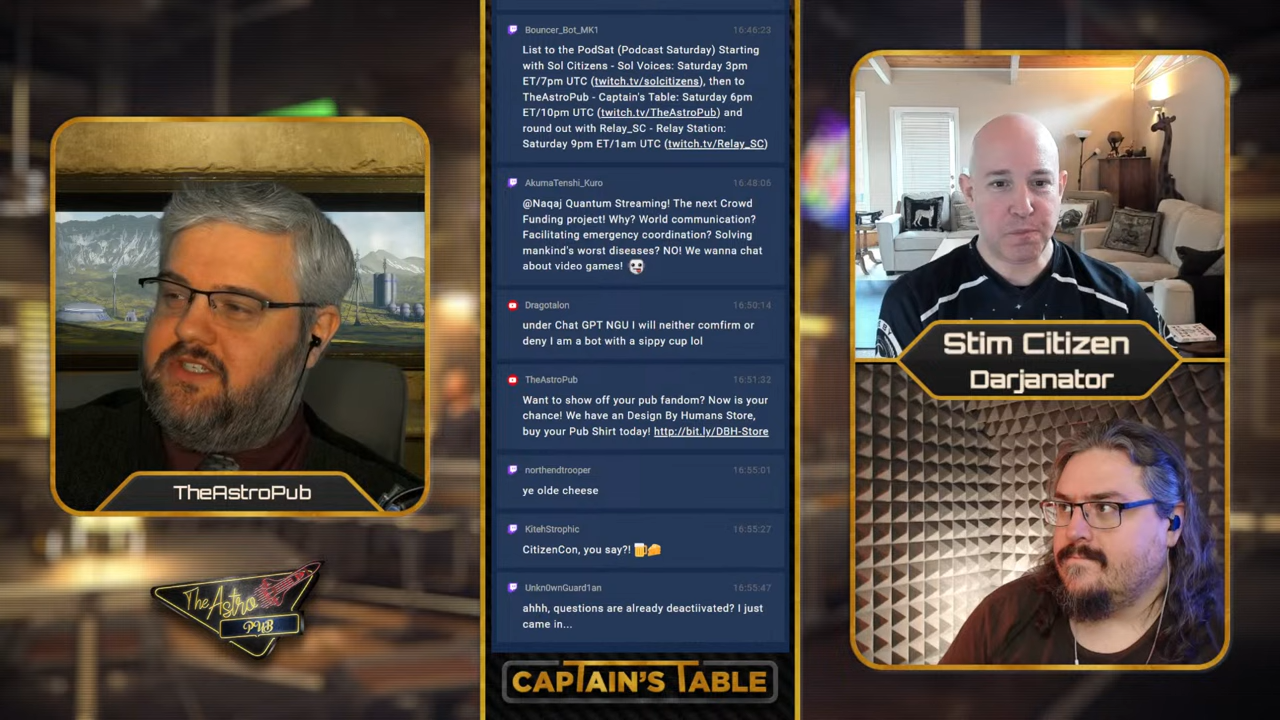 Bouncer_Bot_MK1 16:46:23
List to the PodSat (Podcast Saturday) Starting
with Sol Citizens - Sol Voices: Saturday 3pm
ET/7pm UTC (twitch.tv/solcitizens), then to
TheAstroPub - Captain's Table: Saturday 6pm
ET/10pm UTC (twitch.tv/TheAstroPub) and
round out with Relay_SC - Relay Station:
Saturday 9pm ET/1am UTC (twitch.tv/Relay_SC)
AkumaTenshi_Kuro 16:48:06
@Naqaj Quantum Streaming! The next Crowd
Funding project! Why? World communication?
Facilitating emergency coordination? Solving
mankind's worst diseases? NO! We wanna chat
about video games!
Dragotalon 16:50:14
under Chat GPT NGU I will neither comfirm or
deny I am a bot with a sippy cup lol
TheAstroPub 16:51:32
Want to show off your pub fandom? Now is your
chance! We have an Design By Humans Store,
buy your Pub Shirt today! http://bit.ly/DBH-Store
northendtrooper 16:55:01
ye olde cheese
KitehStrophic 16:55:27
CitizenCon, you say?!
Unkn0wnGuard1an 16:55:47
ahhh, questions are already deactiivated? I just
came in...
CAPTAIN'S TABLE
TheAstroPub
The Astro
PUB
Stim Citizen
Darjanator